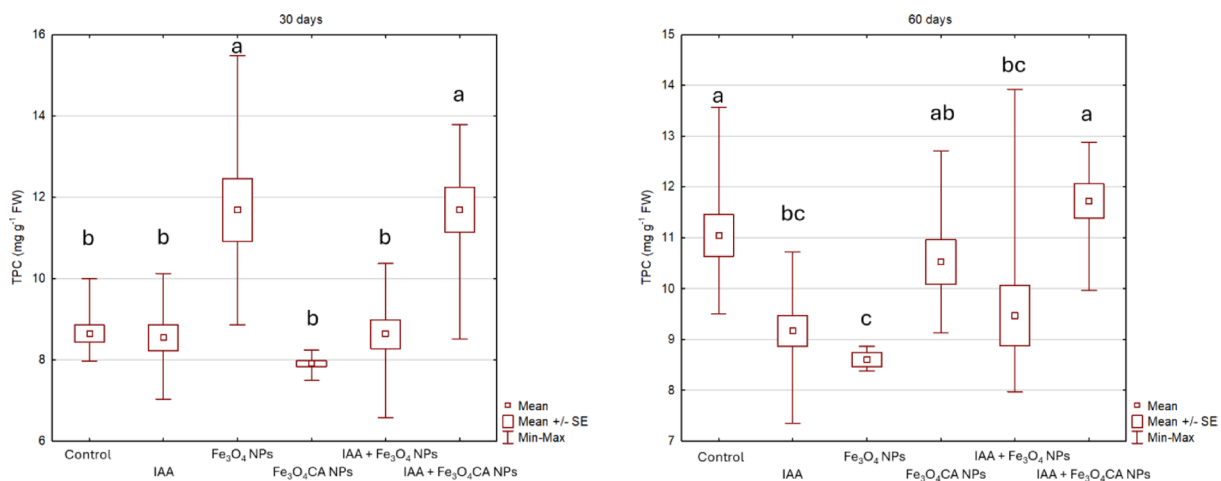 30 days
16
14
12
10
8
6
TPC (mg g⁻¹ FW)
b
b
a
b
b
a
Control
IAA
Fe₃O₄ NPs
Fe₃O₄CA NPs
IAA + Fe₃O₄ NPs
IAA + Fe₃O₄CA NPs
Mean
Mean +/- SE
Min-Max
60 days
15
14
13
12
11
10
9
8
7
TPC (mg g⁻¹ FW)
a
bc
c
ab
bc
a
Control
IAA
Fe₃O₄ NPs
Fe₃O₄CA NPs
IAA + Fe₃O₄ NPs
IAA + Fe₃O₄CA NPs
Mean
Mean +/- SE
Min-Max